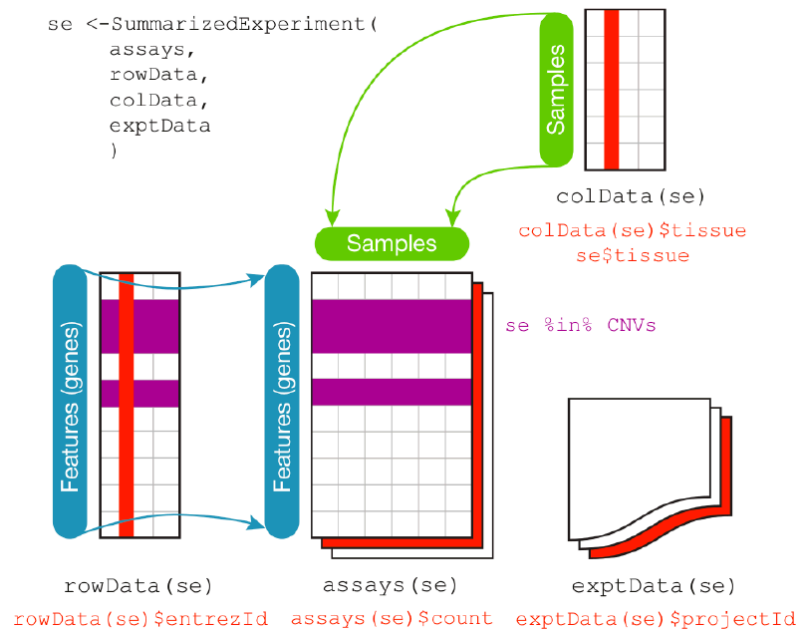 se <-SummarizedExperiment(
assays,
rowData,
colData,
exptData
)
Samples
colData(se)
colData(se)$tissue
se$tissue
Samples
Features (genes)
Features (genes)
se %in% CNVs
rowData(se)
assays(se)
exptData(se)
rowData(se)$entrezId
assays(se)$count
exptData(se)$projectId